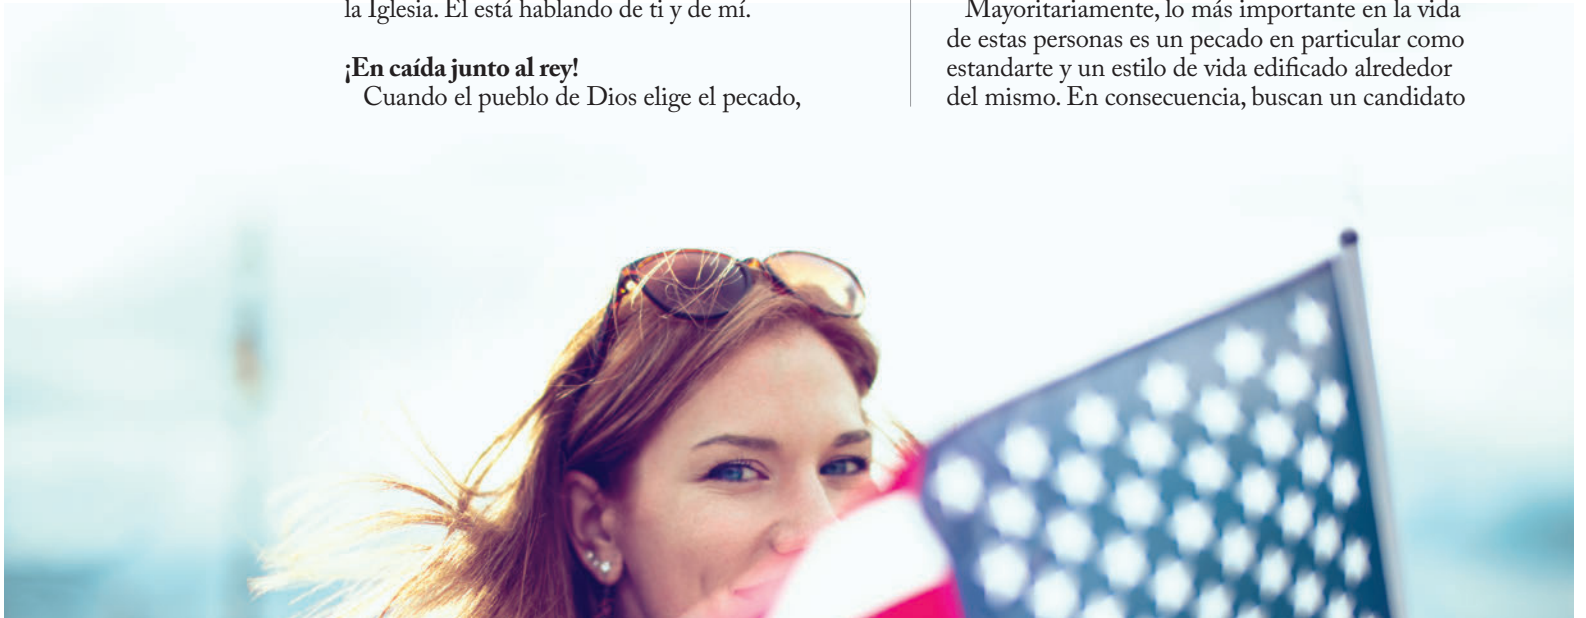 la Iglesia. Él está hablando de ti y de mí.
¡En caída junto al rey!
Cuando el pueblo de Dios elige el pecado,
Mayoritariamente, lo más importante en la vida
de estas personas es un pecado en particular como
estandarte y un estilo de vida edificado alrededor
del mismo. En consecuencia, buscan un candidato